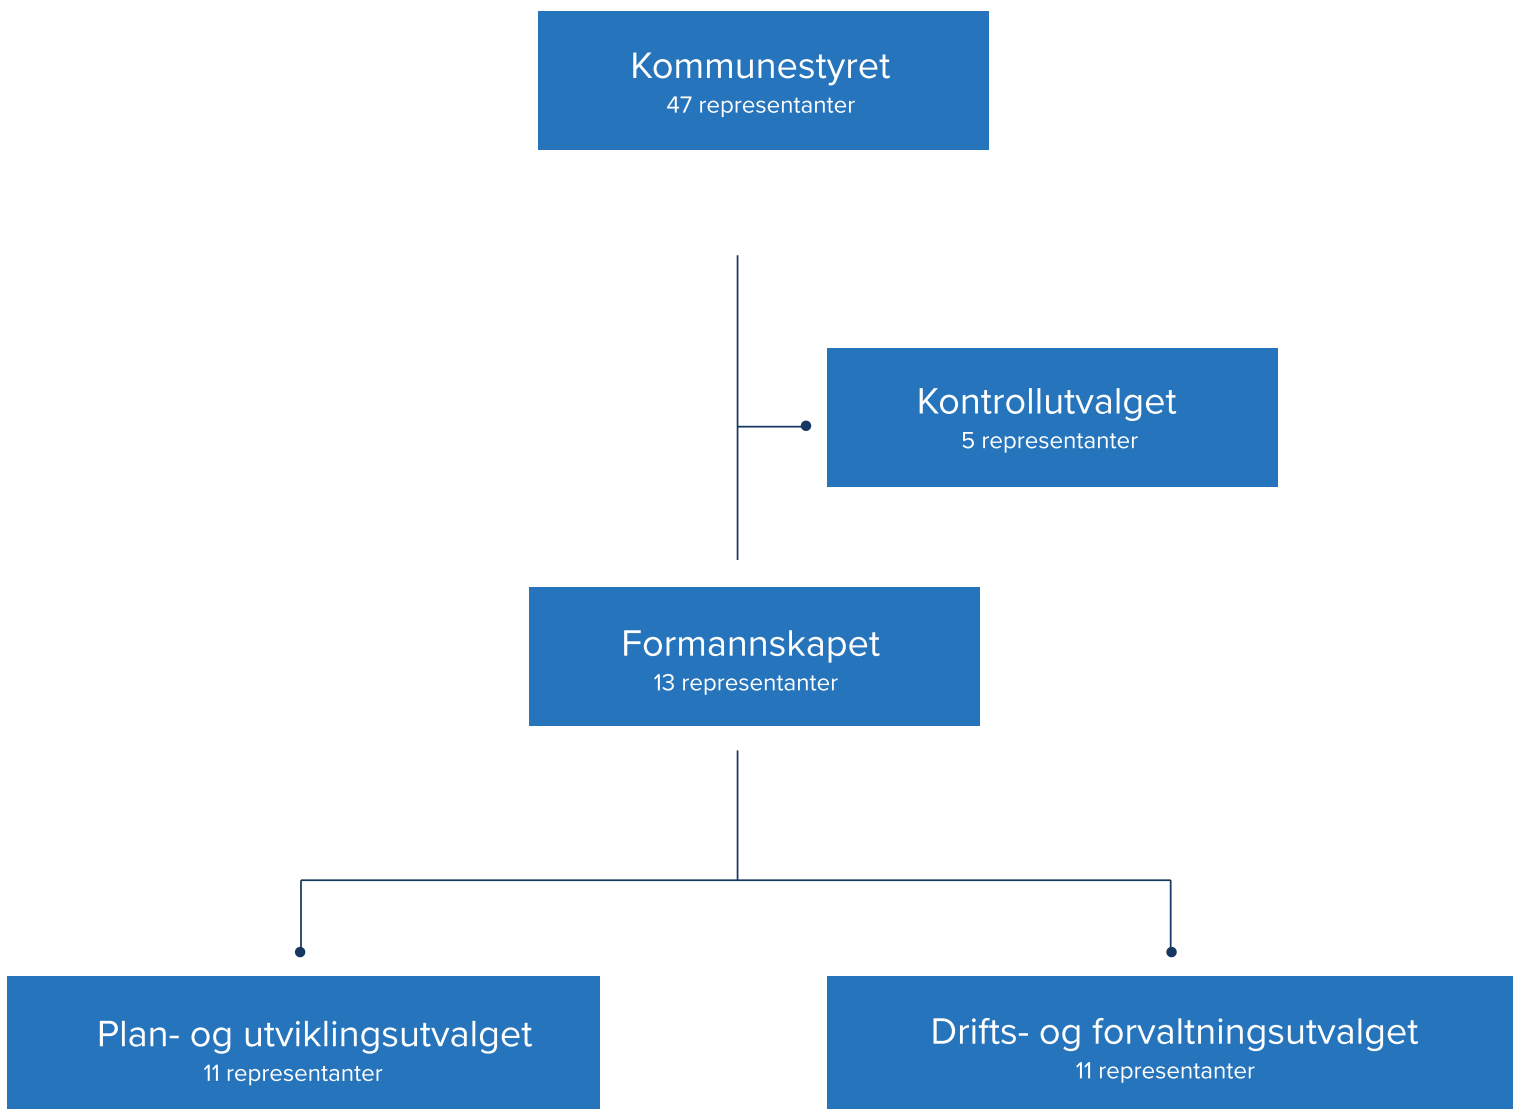 Kommunestyret
47 representanter
Kontrollutvalget
5 representanter
Formannskapet
13 representanter
Plan- og utviklingsutvalget
11 representanter
Drifts- og forvaltningsutvalget
11 representanter